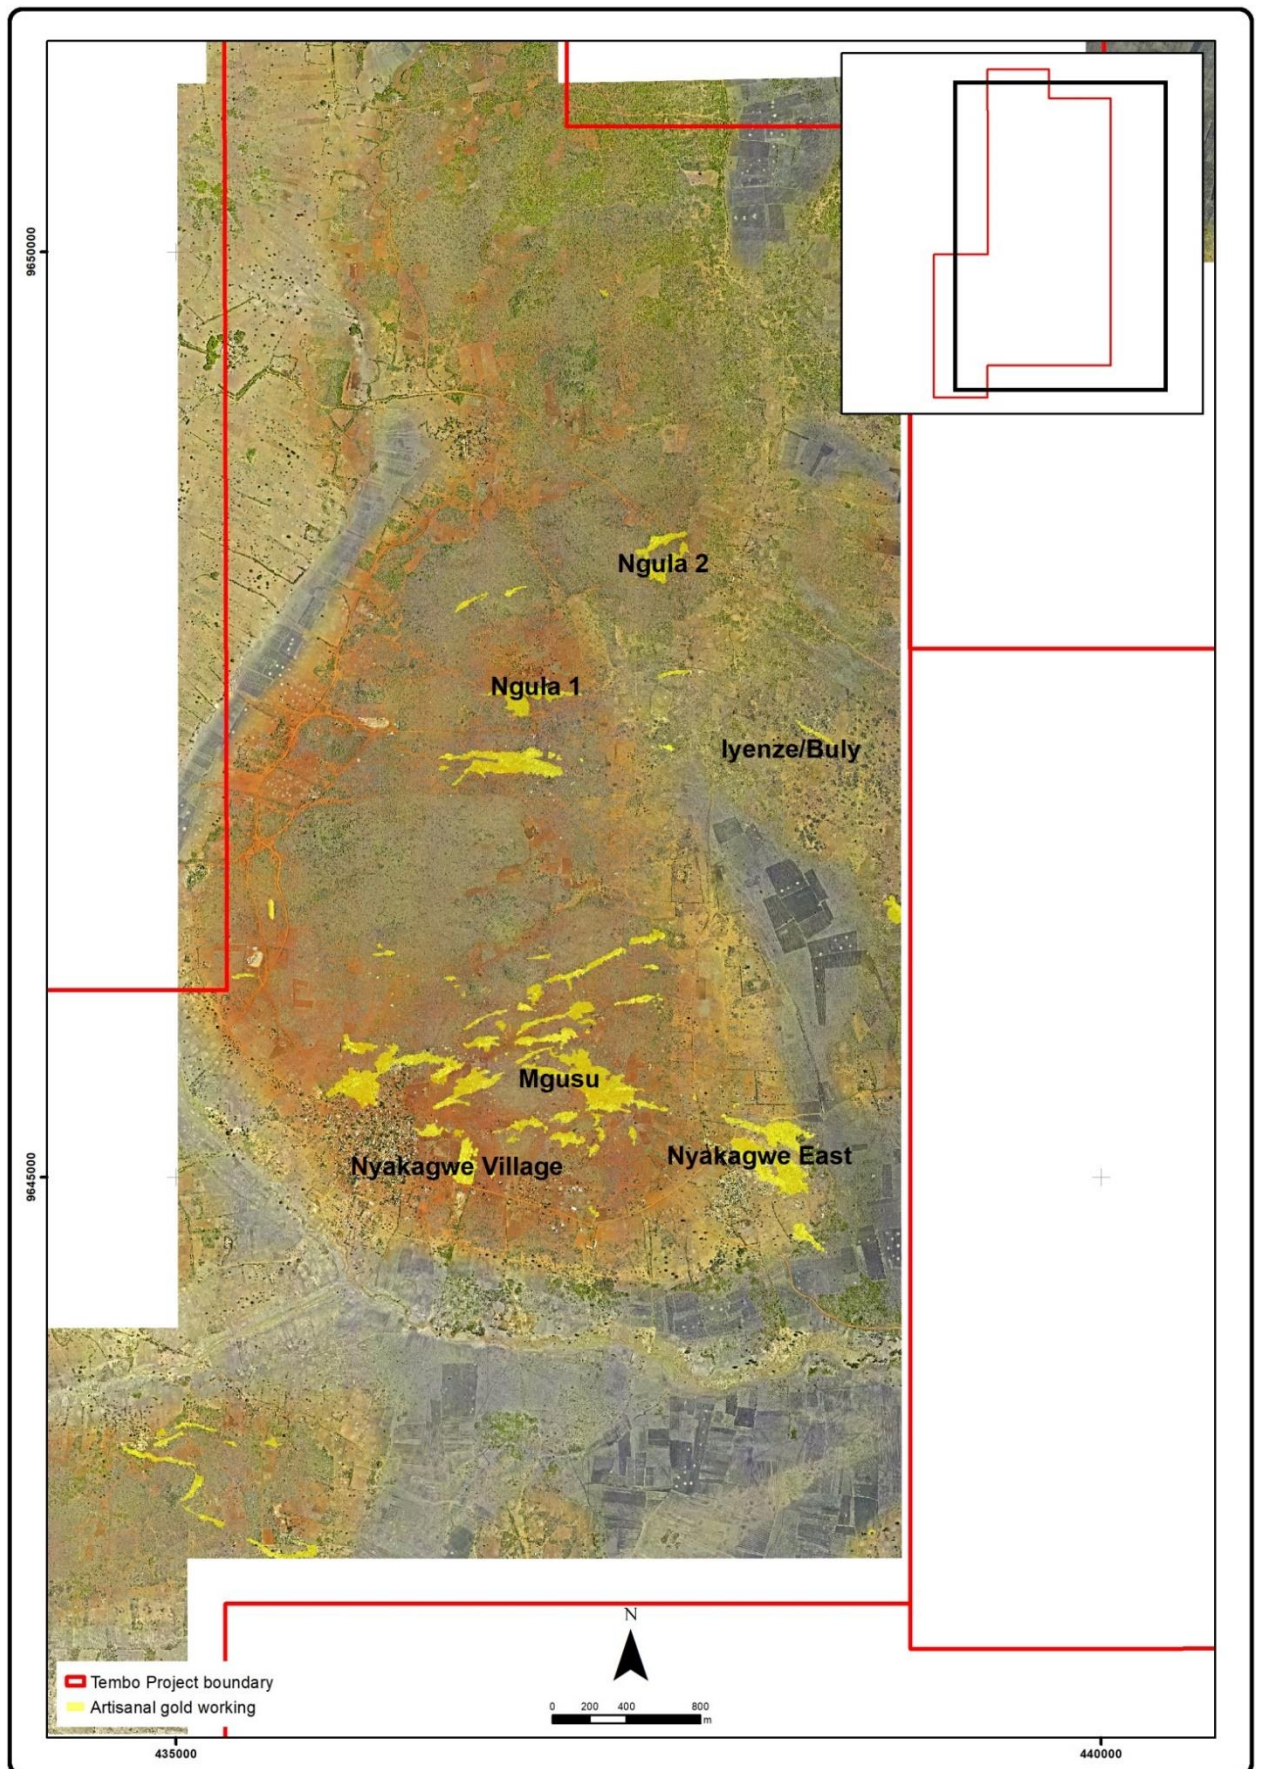 9650000
Ngula 2
Ngula 1
Iyenze/Buly
Mgusu
Nyakagwe Village
Nyakagwe East
9645000
N
Tembo Project boundary
Artisanal gold working
0 200 400 800
m
435000
440000